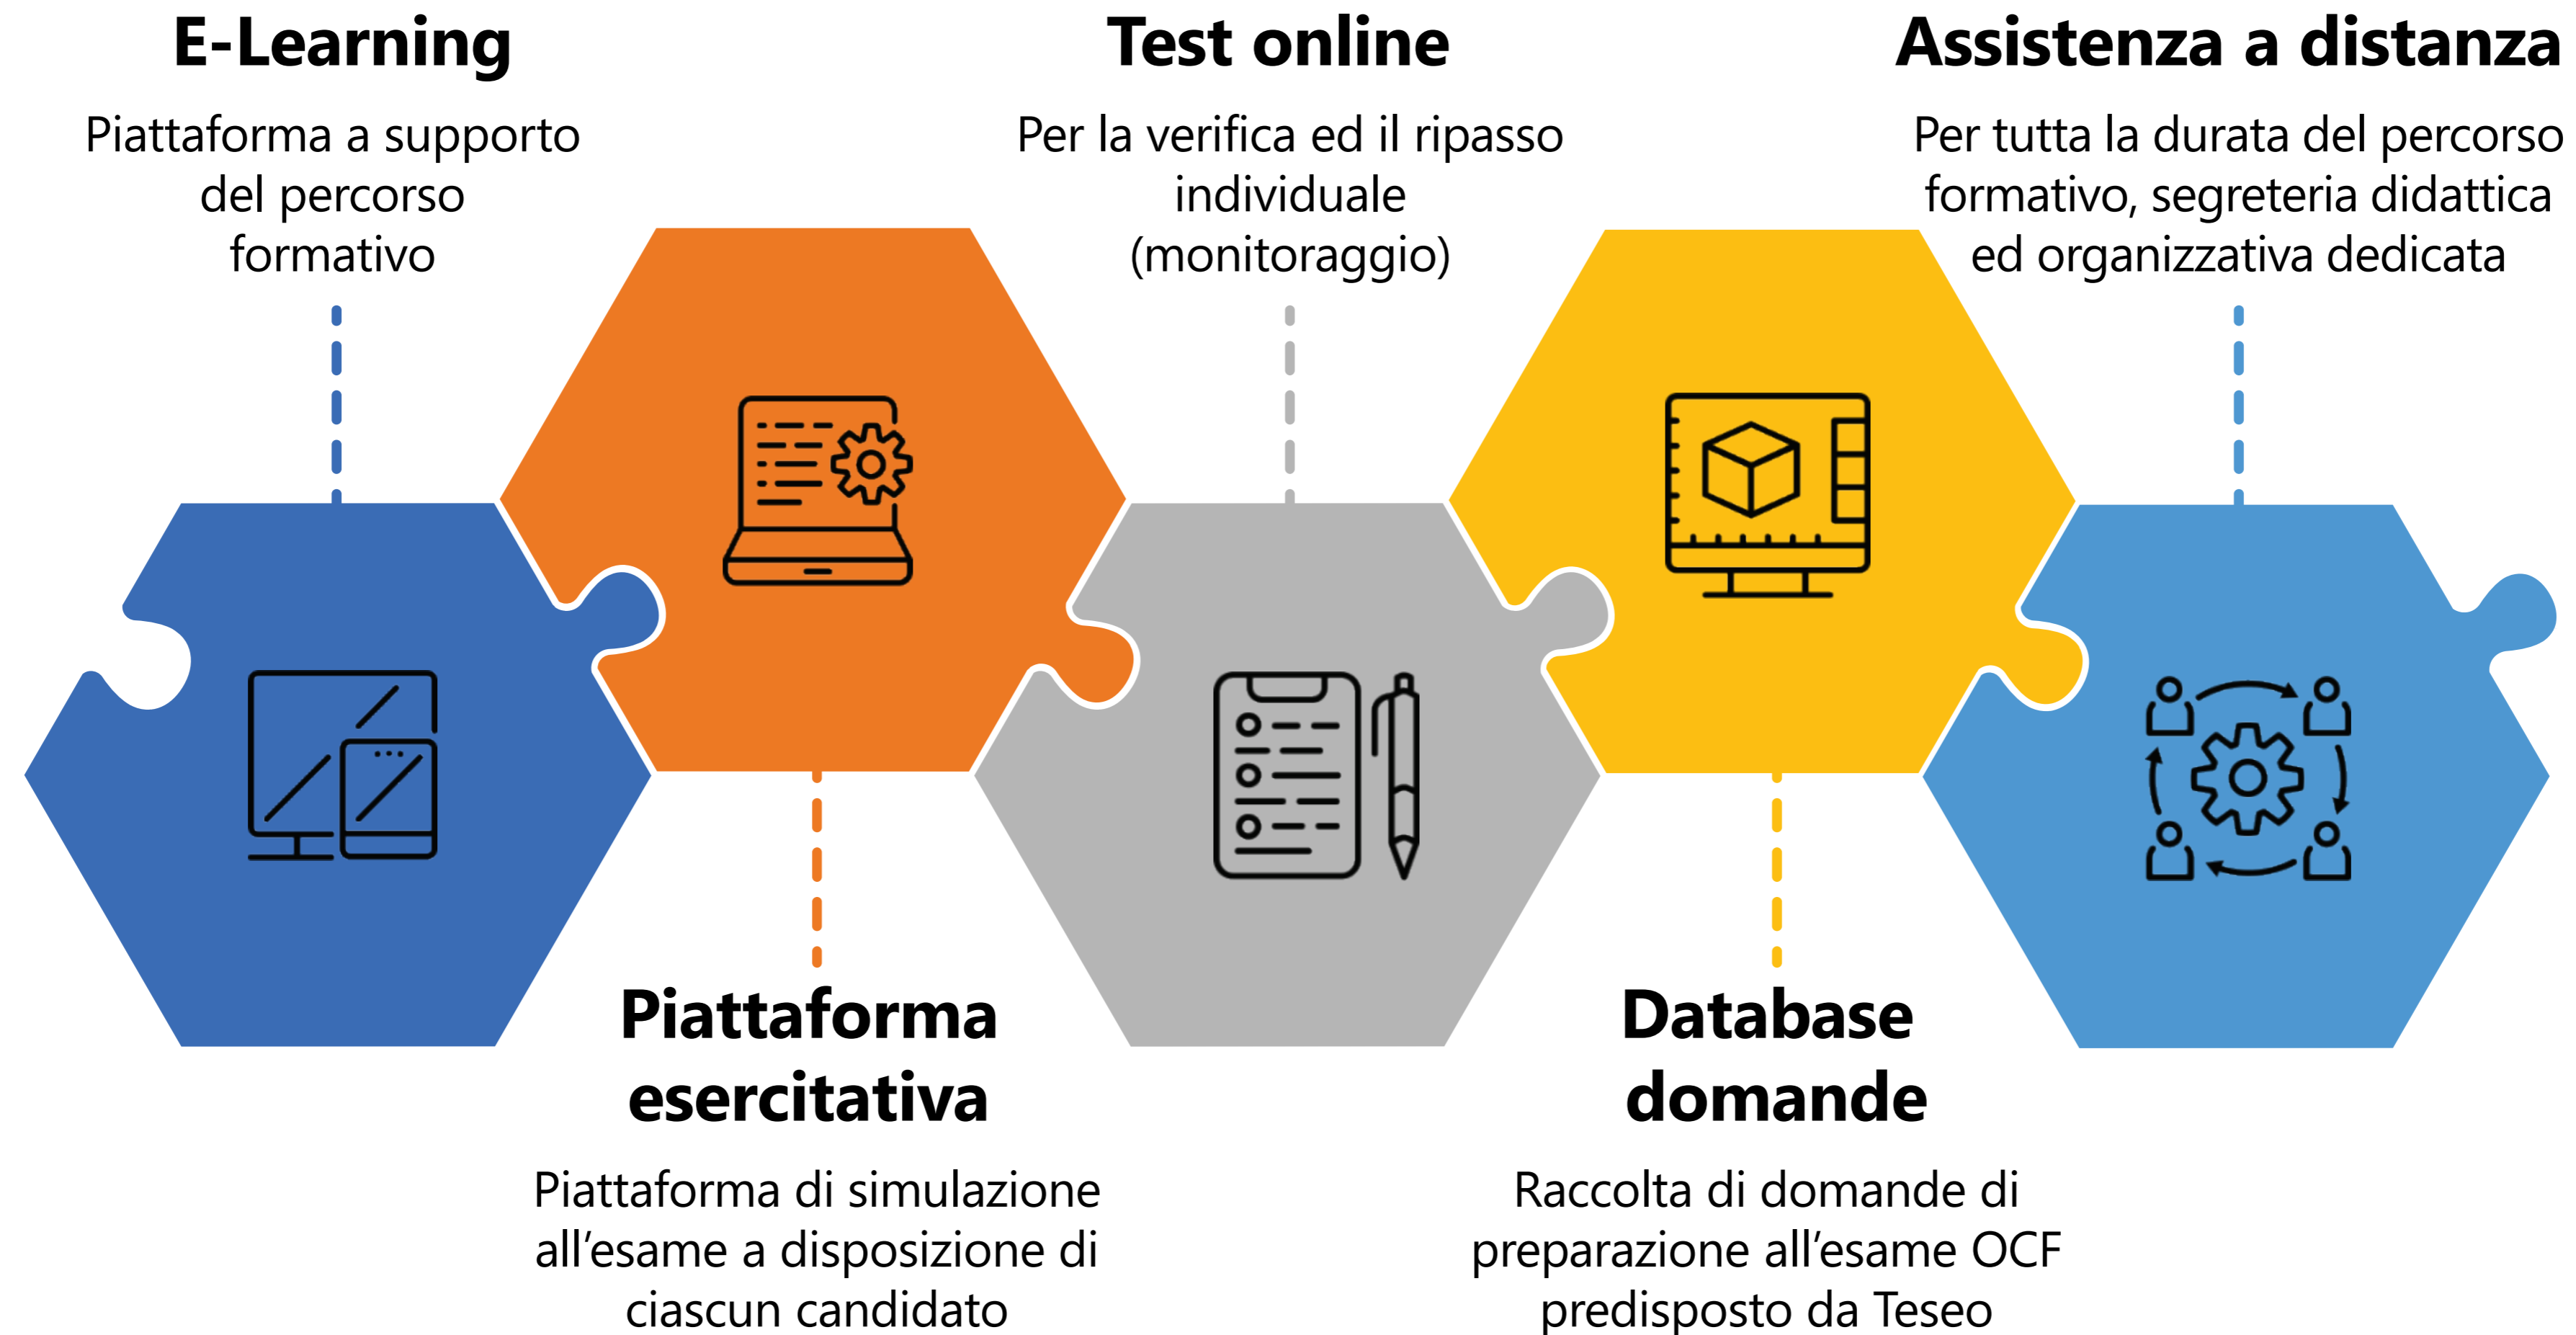 E-Learning
Piattaforma a supporto
del percorso
formativo
Test online
Per la verifica ed il ripasso
individuale
(monitoraggio)
Assistenza a distanza
Per tutta la durata del percorso
formativo, segreteria didattica
ed organizzativa dedicata
Piattaforma
esercitativa
Piattaforma di simulazione
all’esame a disposizione di
ciascun candidato
Database
domande
Raccolta di domande di
preparazione all’esame OCF
predisposto da Teseo